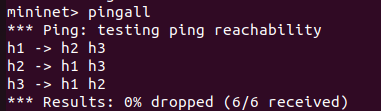 mininet> pingall
*** Ping: testing ping reachability
h1 -> h2 h3
h2 -> h1 h3
h3 -> h1 h2
*** Results: 0% dropped (6/6 received)